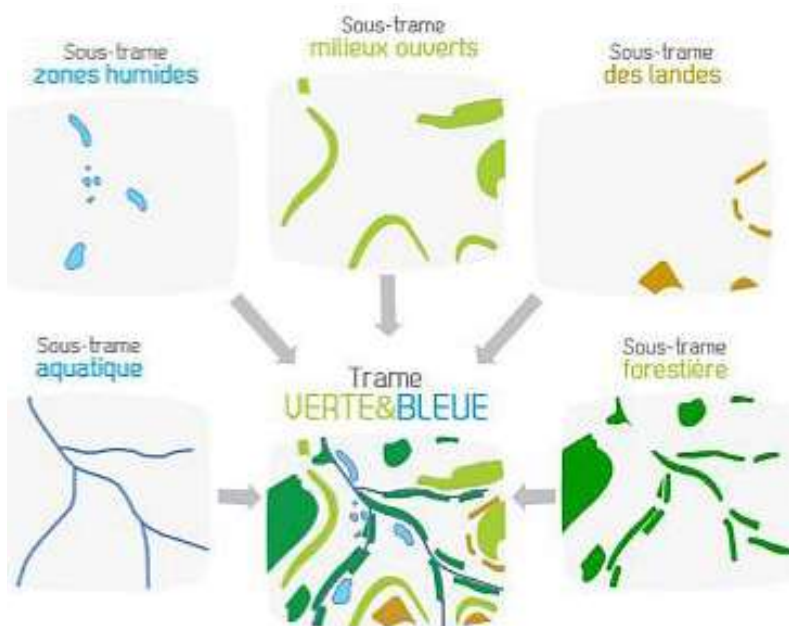 Sous-trame
zones humides
Sous-trame
milieux ouverts
Sous-trame
des landes
Sous-trame
aquatique
Trame
VERTE&BLEUE
Sous-trame
forestière